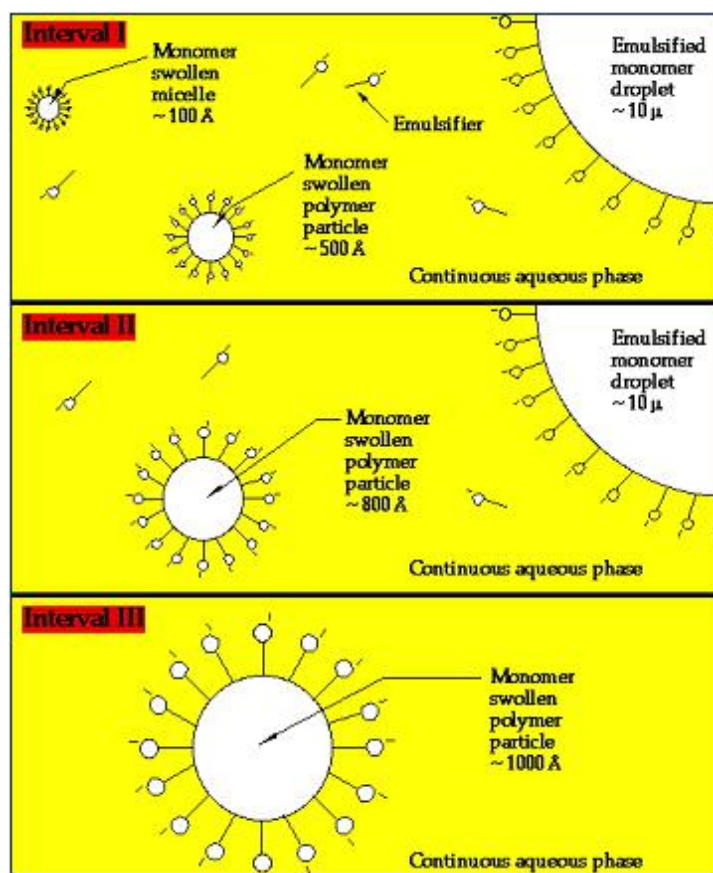 Interval I
Monomer
swollen
micelle
~100 Å
Emulsifier
Emulsified
monomer
droplet
~10 μ
Monomer
swollen
polymer
particle
~500 Å
Continuous aqueous phase
Interval II
Emulsified
monomer
droplet
~10 μ
Monomer
swollen
polymer
particle
~800 Å
Continuous aqueous phase
Interval III
Monomer
swollen
polymer
particle
~1000 Å
Continuous aqueous phase